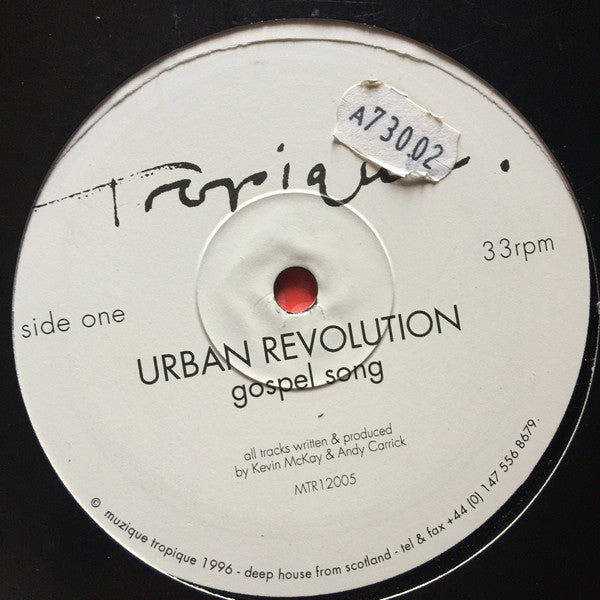 A730.02
Tropique.
33rpm
side one
URBAN REVOLUTION
gospel song
all tracks written & produced
by Kevin McKay & Andy Carrick
MTR12005
© muzique tropique 1996 - deep house from scotland - tel & fax +44 (0) 147 556 8679.